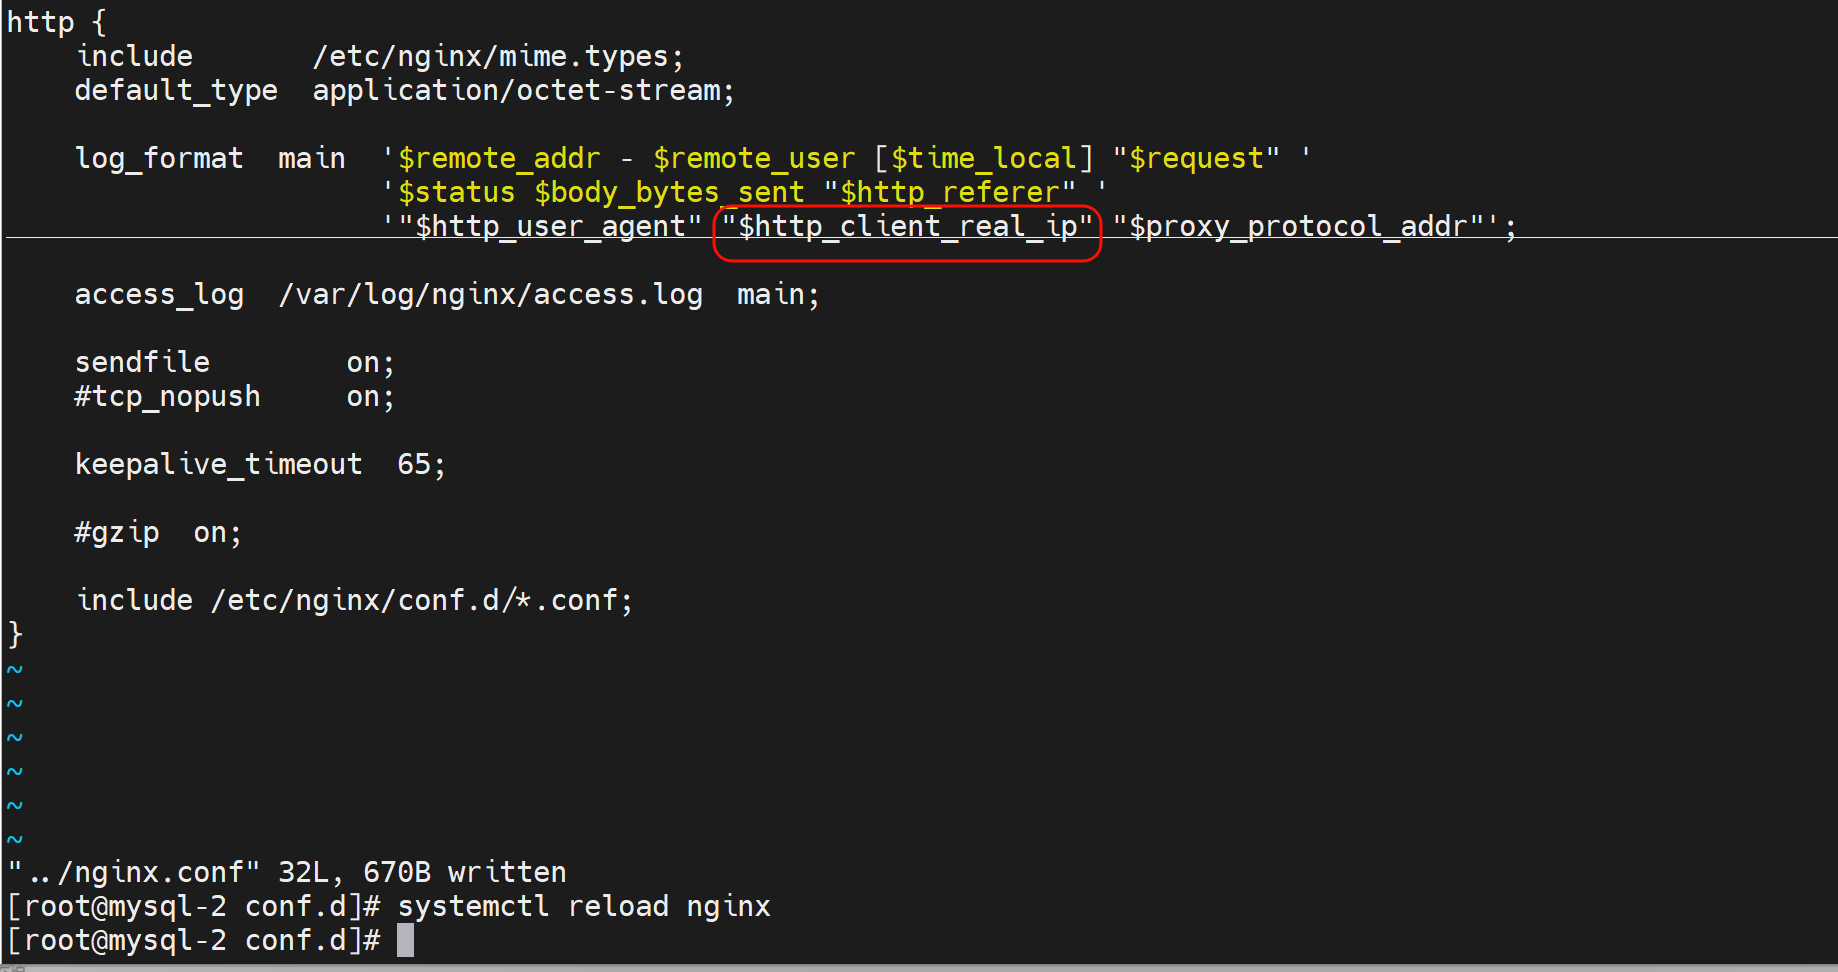 http {
    include       /etc/nginx/mime.types;
    default_type  application/octet-stream;
    log_format  main  '$remote_addr - $remote_user [$time_local] "$request" '
                      '$status $body_bytes_sent "$http_referer" '
                      '"$http_user_agent" "$http_client_real_ip" "$proxy_protocol_addr"';
    access_log  /var/log/nginx/access.log  main;
    sendfile        on;
    #tcp_nopush     on;
    keepalive_timeout  65;
    #gzip  on;
    include /etc/nginx/conf.d/*.conf;
}
~
~
~
~
~
~
"../nginx.conf" 32L, 670B written
[root@mysql-2 conf.d]# systemctl reload nginx
[root@mysql-2 conf.d]#